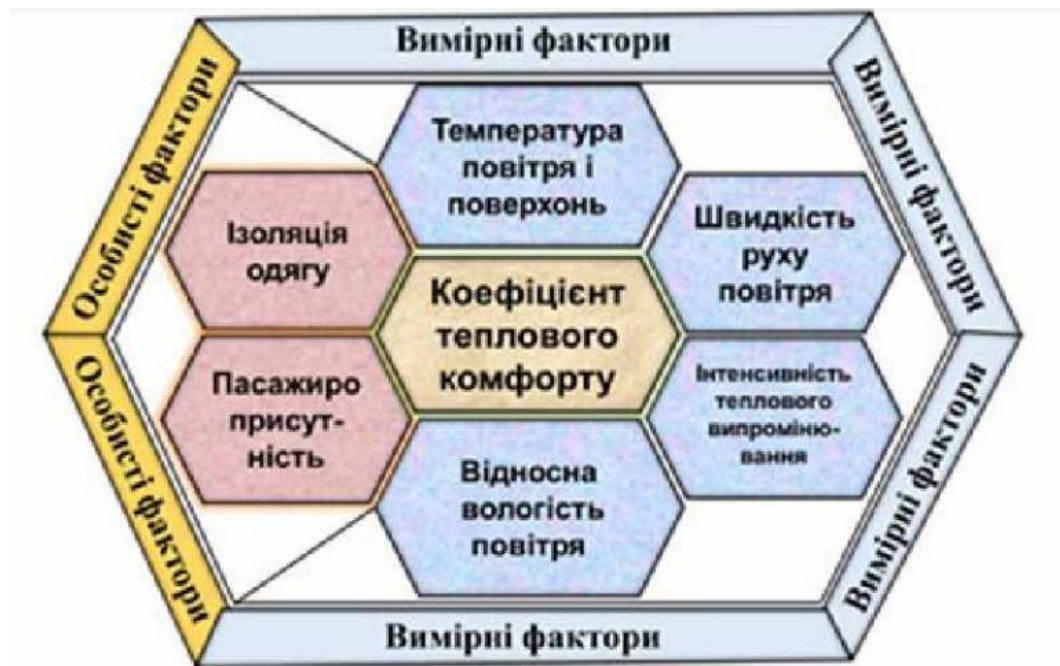 Вимірні фактори
Особисті фактори
Вимірні фактори
Температура
повітря і
поверхонь
Ізоляція
одягу
Швидкість
руху
повітря
Коефіцієнт
теплового
комфорту
Пасажиро
присут-
ність
Інтенсивність
теплового
випроміню-
вання
Відносна
вологість
повітря
Особисті фактори
Вимірні фактори
Вимірні фактори